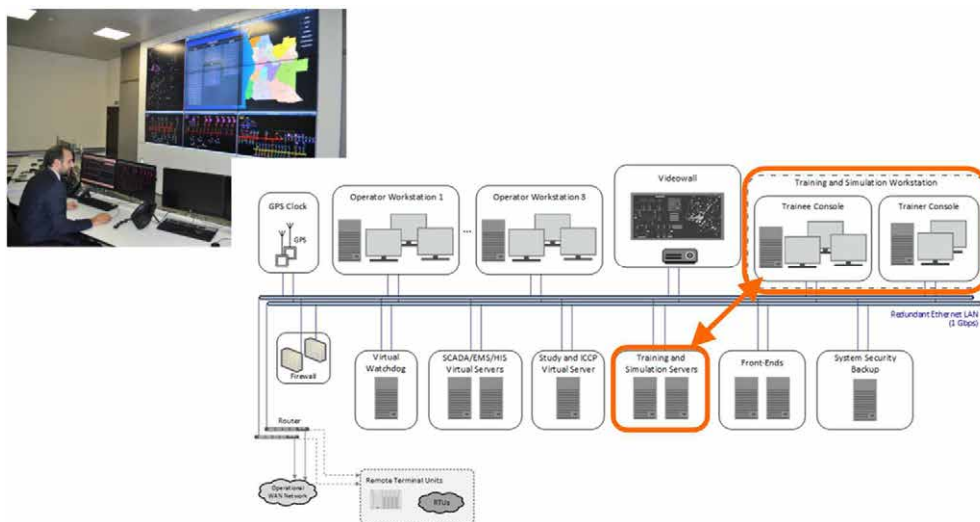 Videowall
Training and Simulation Workstation
GPS Clock
Operator Workstation 1
Operator Workstation 3
Trainee Console
Trainer Console
GPS
...
Redundant Ethernet LAN
(1 Gbps)
Firewall
Virtual
Watchdog
SCADA/EMS/HIS
Virtual Servers
Study and ICCP
Virtual Server
Training and
Simulation Servers
Front-Ends
System Security
Backup
Router
Operational
WAN Network
Remote Terminal Units
RTUs